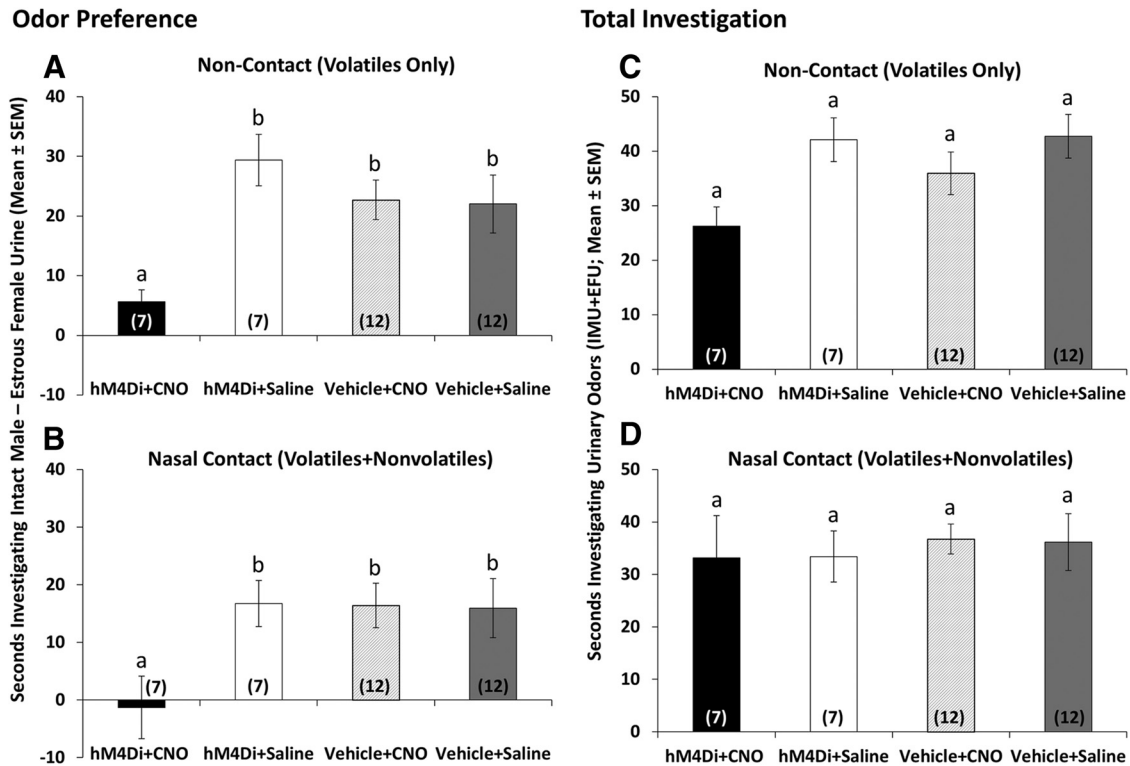 Odor Preference
Total Investigation
Seconds Investigating Intact Male – Estrous Female Urine (Mean ± SEM)
A
Non-Contact (Volatiles Only)
40
30
20
10
0
-10
a
b
b
b
(7)
(7)
(12)
(12)
hM4Di+CNO
hM4Di+Saline
Vehicle+CNO
Vehicle+Saline
B
Nasal Contact (Volatiles+Nonvolatiles)
40
30
20
10
0
-10
a
b
b
b
(7)
(7)
(12)
(12)
hM4Di+CNO
hM4Di+Saline
Vehicle+CNO
Vehicle+Saline
Seconds Investigating Urinary Odors (IMU+EFU; Mean ± SEM)
C
Non-Contact (Volatiles Only)
50
40
30
20
10
0
a
a
a
a
(7)
(7)
(12)
(12)
hM4Di+CNO
hM4Di+Saline
Vehicle+CNO
Vehicle+Saline
D
Nasal Contact (Volatiles+Nonvolatiles)
50
40
30
20
10
0
a
a
a
a
(7)
(7)
(12)
(12)
hM4Di+CNO
hM4Di+Saline
Vehicle+CNO
Vehicle+Saline